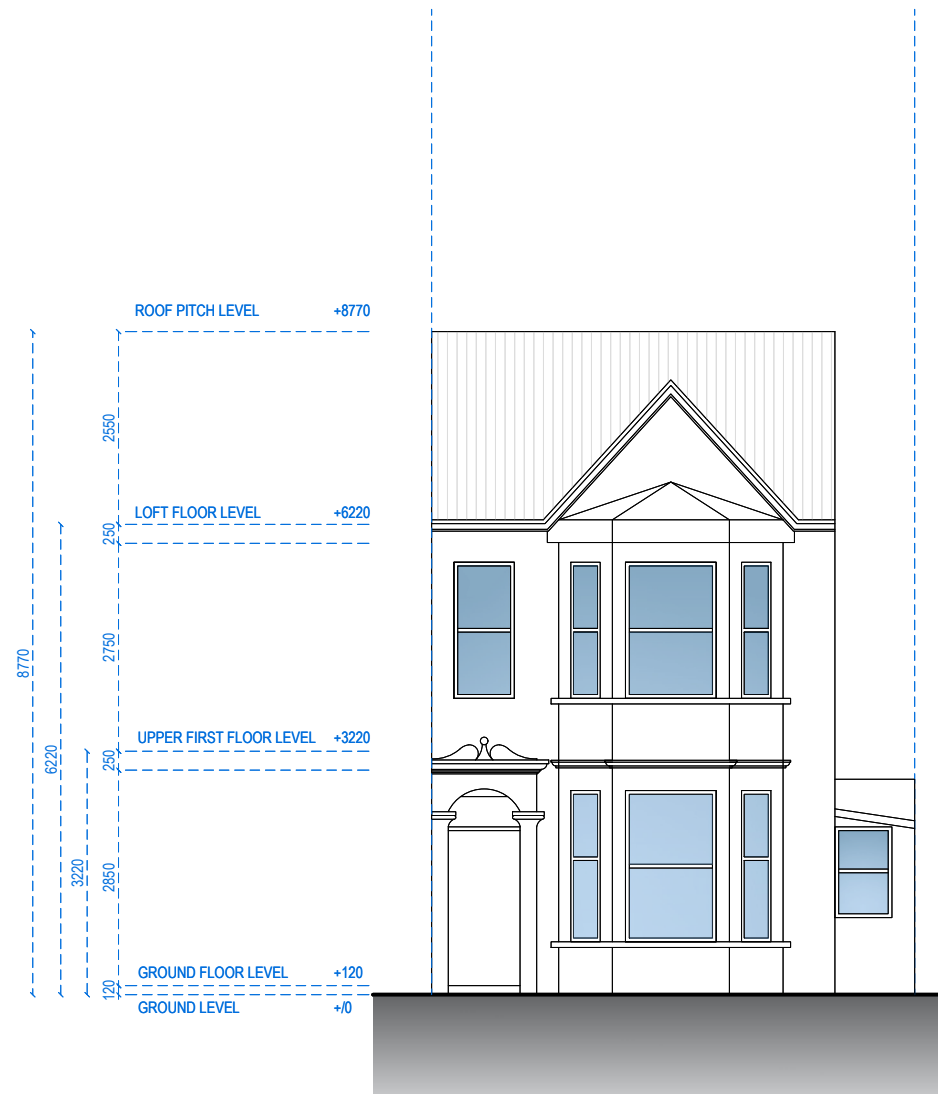 ROOF PITCH LEVEL +8770
2550
LOFT FLOOR LEVEL +6220
250
2750
8770
UPPER FIRST FLOOR LEVEL +3220
250
6220
3220
2850
GROUND FLOOR LEVEL +120
120
GROUND LEVEL +/0